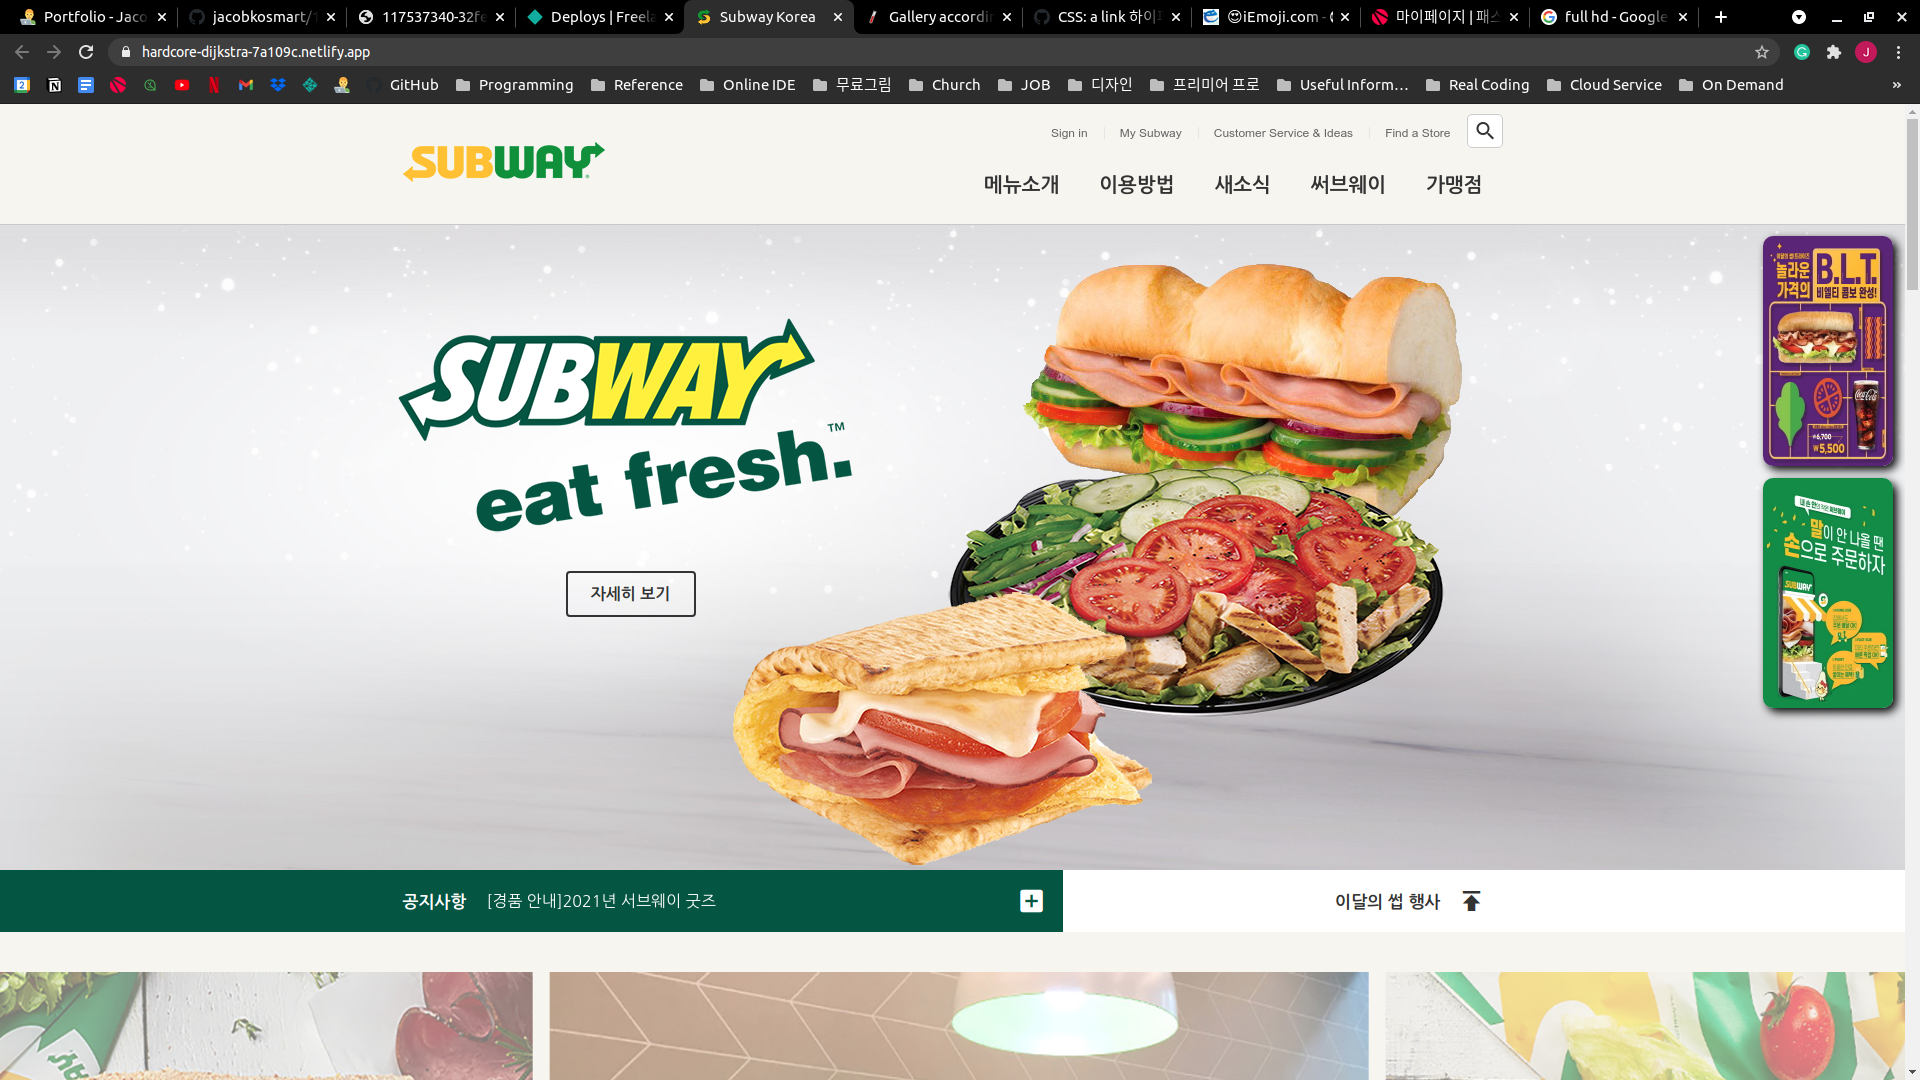 Portfolio - Jaco
jacobkosmart/
117537340-32fe
Deploys | Freela
Subway Korea
Gallery accordin
CSS: a link 하이
😍iEmoji.com -
마이페이지 | 패스
full hd - Google
hardcore-dijkstra-7a109c.netlify.app
GitHub
Programming
Reference
Online IDE
무료그림
Church
JOB
디자인
프리미어 프로
Useful Inform…
Real Coding
Cloud Service
On Demand
»
SUBWAY
Sign in
My Subway
Customer Service & Ideas
Find a Store
메뉴소개
이용방법
새소식
써브웨이
가맹점
SUBWAY
eat fresh.™
자세히 보기
놀라운
가격의
B.L.T.
비엘티 콤보 완성!
Coca-Cola
₩6,700
₩5,500
말이 안 나올 땐
손으로 주문하자
SUBWAY
공지사항
[경품 안내]2021년 서브웨이 굿즈
이달의 썹 행사